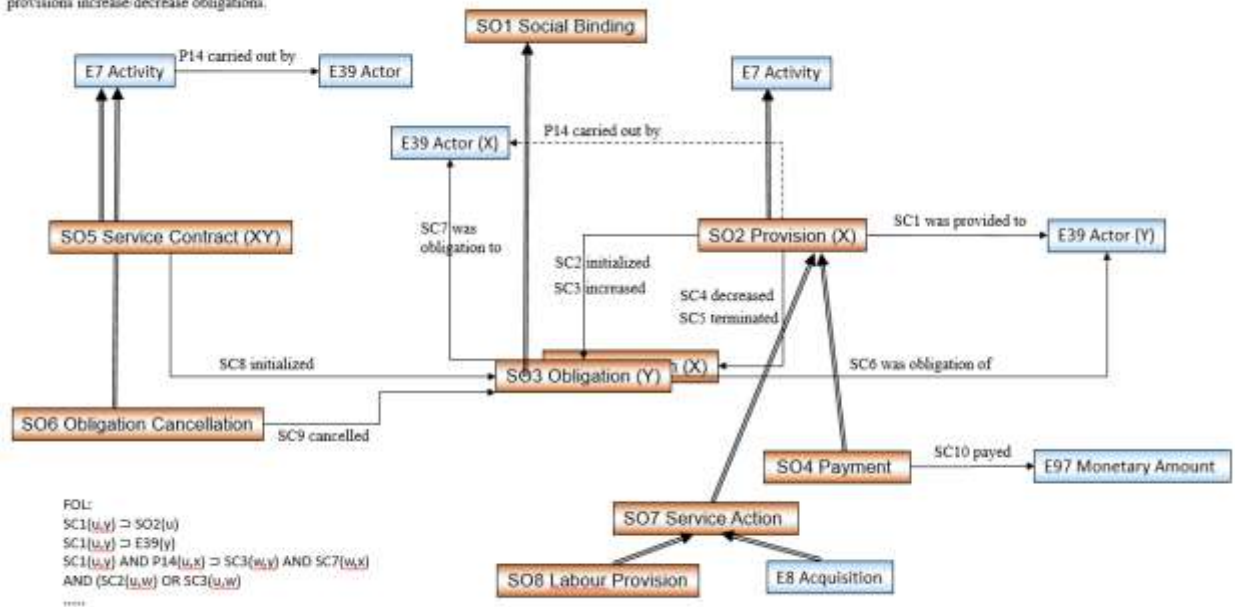 provisions increase/decrease obligations.
SO1 Social Binding
P14 carried out by
E7 Activity
E39 Actor
E7 Activity
E39 Actor (X)
P14 carried out by
SO5 Service Contract (XY)
SC7 was
obligation to
SO2 Provision (X)
SC1 was provided to
E39 Actor (Y)
SC2 initialized
SC3 increased
SC4 decreased
SC5 terminated
SC8 initialized
SO3 Obligation (Y)
n (X)
SC6 was obligation of
SO6 Obligation Cancellation
SC9 cancelled
SO4 Payment
SC10 payed
E97 Monetary Amount
SO7 Service Action
SO8 Labour Provision
E8 Acquisition
FOL:
SC1(u,y) ⊃ SO2(u)
SC1(u,y) ⊃ E39(y)
SC1(u,y) AND P14(u,x) ⊃ SC3(w,y) AND SC7(w,x)
AND (SC2(u,w) OR SC3(u,w)
.....